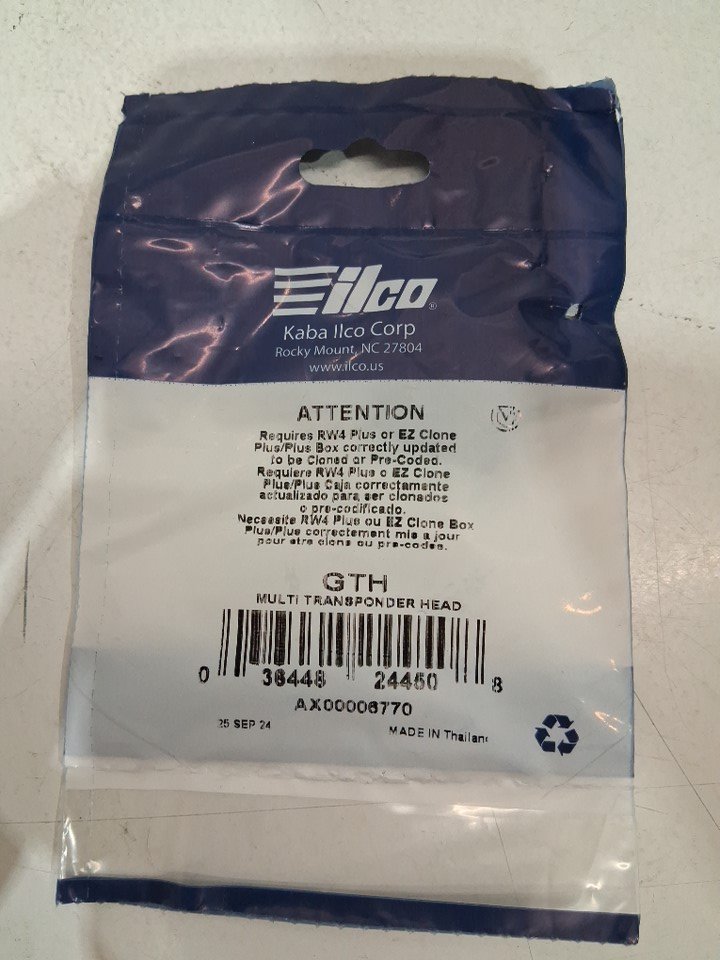 ilco®
Kaba Ilco Corp
Rocky Mount, NC 27804
www.ilco.us
ATTENTION
Requires RW4 Plus or EZ Clone
Plus/Plus Box correctly updated
to be Cloned or Pre-Coded.
Requiere RW4 Plus o EZ Clone
Plus/Plus Caja correctamente
actualizado para ser clonados
o pre-codificado.
Necessite RW4 Plus ou EZ Clone Box
Plus/Plus correctement mis a jour
pour etre clons ou pre-codes.
GTH
MULTI TRANSPONDER HEAD
0 36448 24450 8
AX00006770
25 SEP 24
MADE IN Thailan